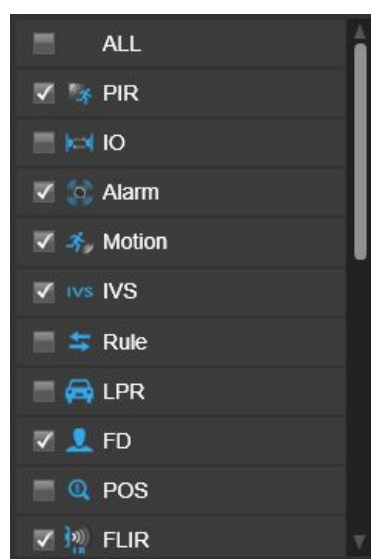 ALL
PIR
IO
Alarm
Motion
IVS IVS
Rule
LPR
FD
POS
FLIR